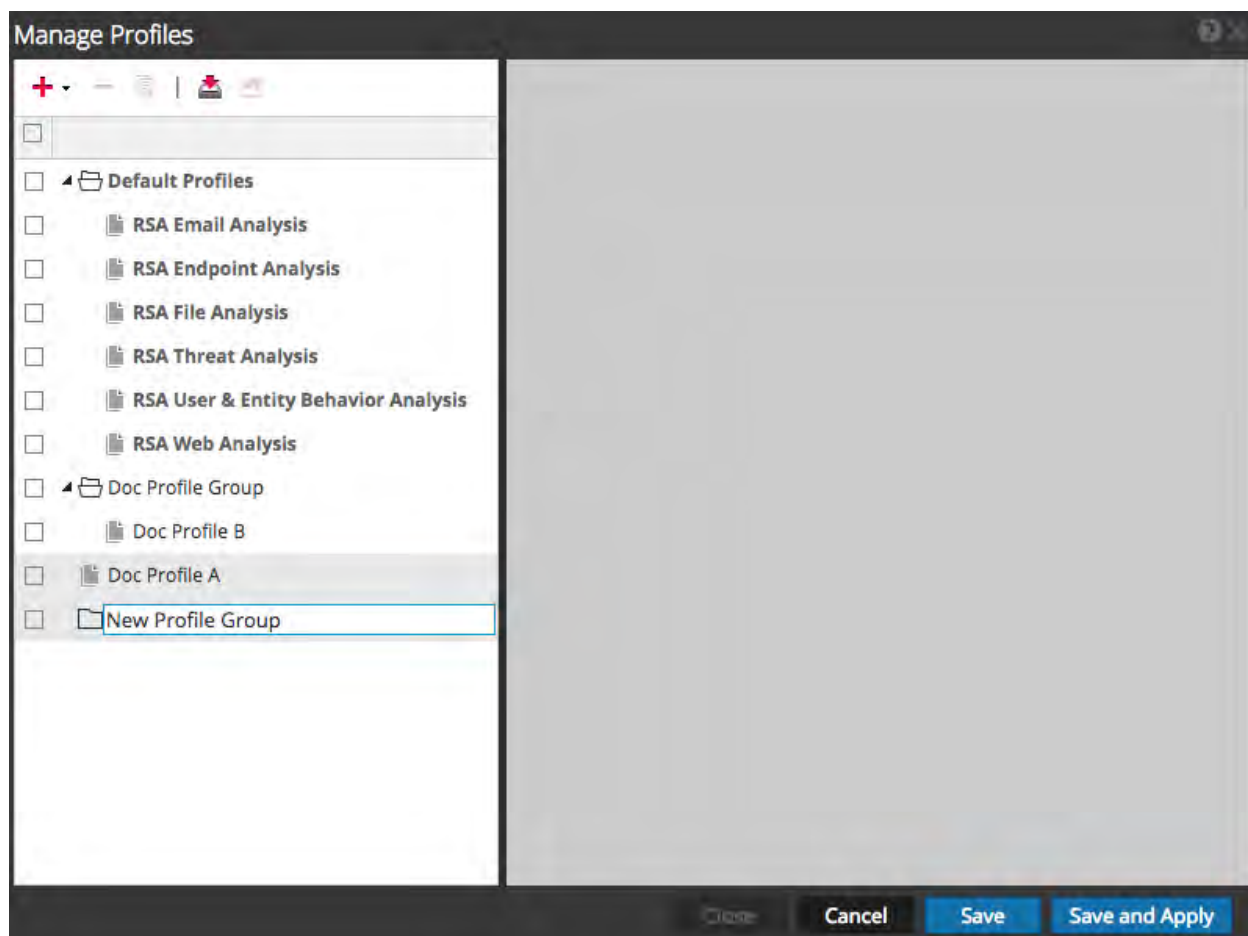 Manage Profiles
Default Profiles
RSA Email Analysis
RSA Endpoint Analysis
RSA File Analysis
RSA Threat Analysis
RSA User & Entity Behavior Analysis
RSA Web Analysis
Doc Profile Group
Doc Profile B
Doc Profile A
New Profile Group
Close Cancel Save Save and Apply